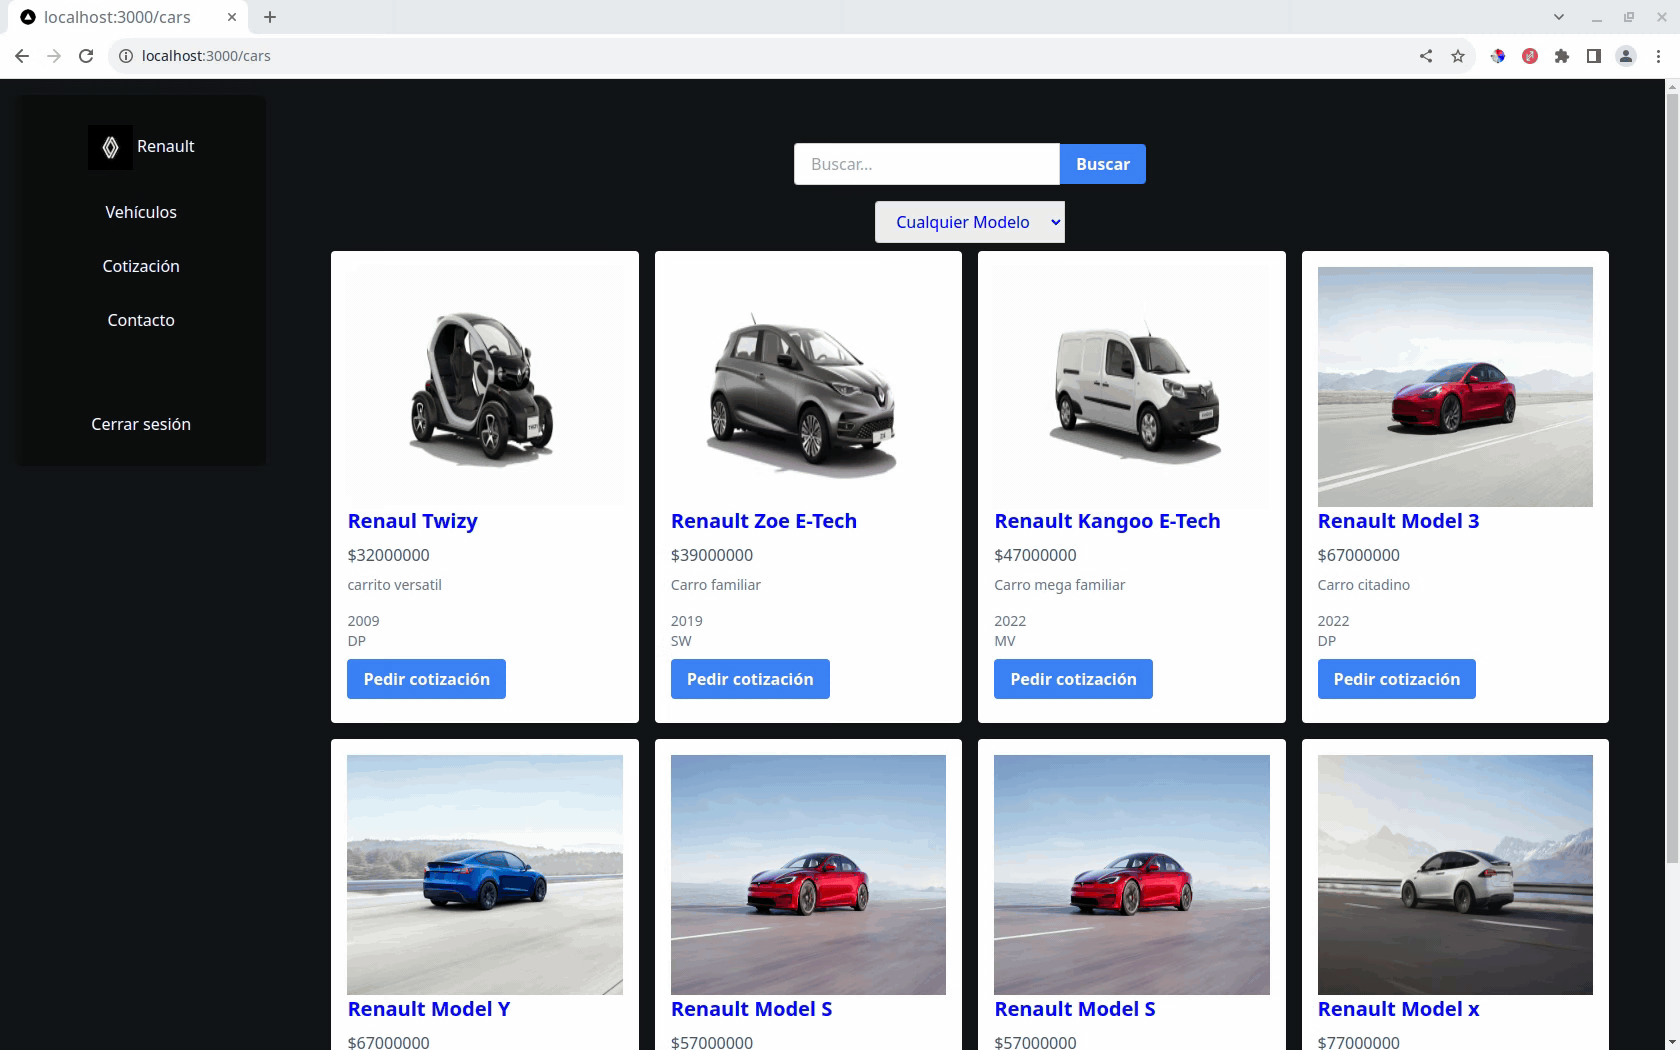 localhost:3000/cars
localhost:3000/cars
Renault
Vehículos
Cotización
Contacto
Cerrar sesión
Buscar...
Buscar
Cualquier Modelo
Renaul Twizy
$32000000
carrito versatil
2009
DP
Pedir cotización
Renault Zoe E-Tech
$39000000
Carro familiar
2019
SW
Pedir cotización
Renault Kangoo E-Tech
$47000000
Carro mega familiar
2022
MV
Pedir cotización
Renault Model 3
$67000000
Carro citadino
2022
DP
Pedir cotización
Renault Model Y
$67000000
Renault Model S
$57000000
Renault Model S
$57000000
Renault Model x
$77000000